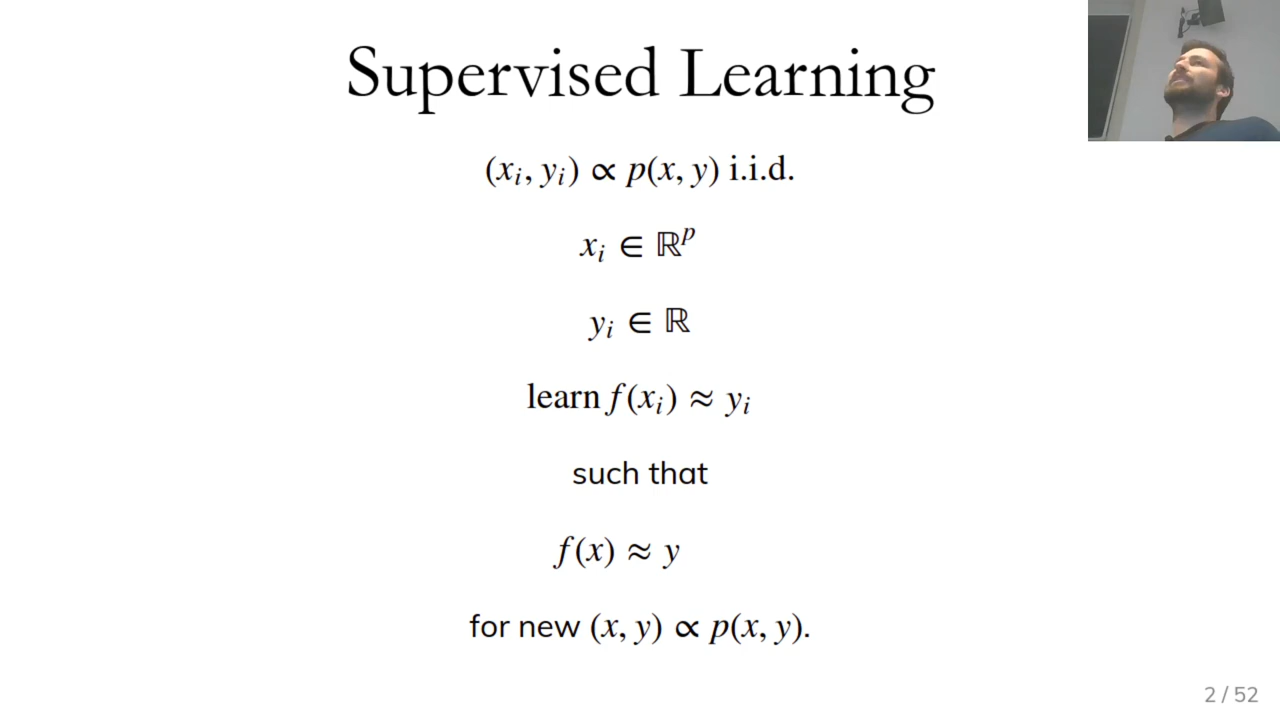 Supervised Learning
(xᵢ, yᵢ) ∝ p(x, y) i.i.d.
xᵢ ∈ ℝᵖ
yᵢ ∈ ℝ
learn f(xᵢ) ≈ yᵢ
such that
f(x) ≈ y
for new (x, y) ∝ p(x, y).
2 / 52